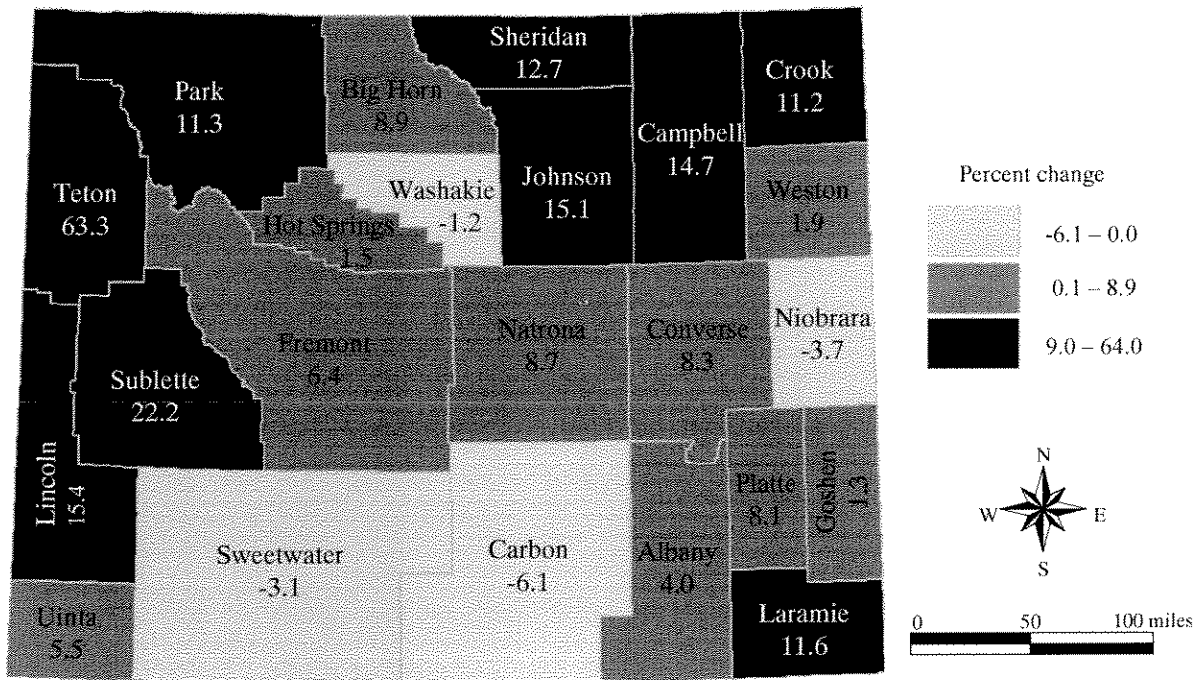 Sheridan
12.7
Crook
11.2
Park
11.3
Big Horn
8.9
Campbell
14.7
Teton
63.3
Washakie
-1.2
Johnson
15.1
Weston
1.9
Hot Springs
1.5
Fremont
6.4
Natrona
8.7
Converse
8.3
Niobrara
-3.7
Sublette
22.2
Lincoln
15.4
Platte
8.1
Goshen
1.3
Sweetwater
-3.1
Carbon
-6.1
Albany
4.0
Uinta
5.5
Laramie
11.6
Percent change
-6.1 – 0.0
0.1 – 8.9
9.0 – 64.0
N
W E
S
0 50 100 miles